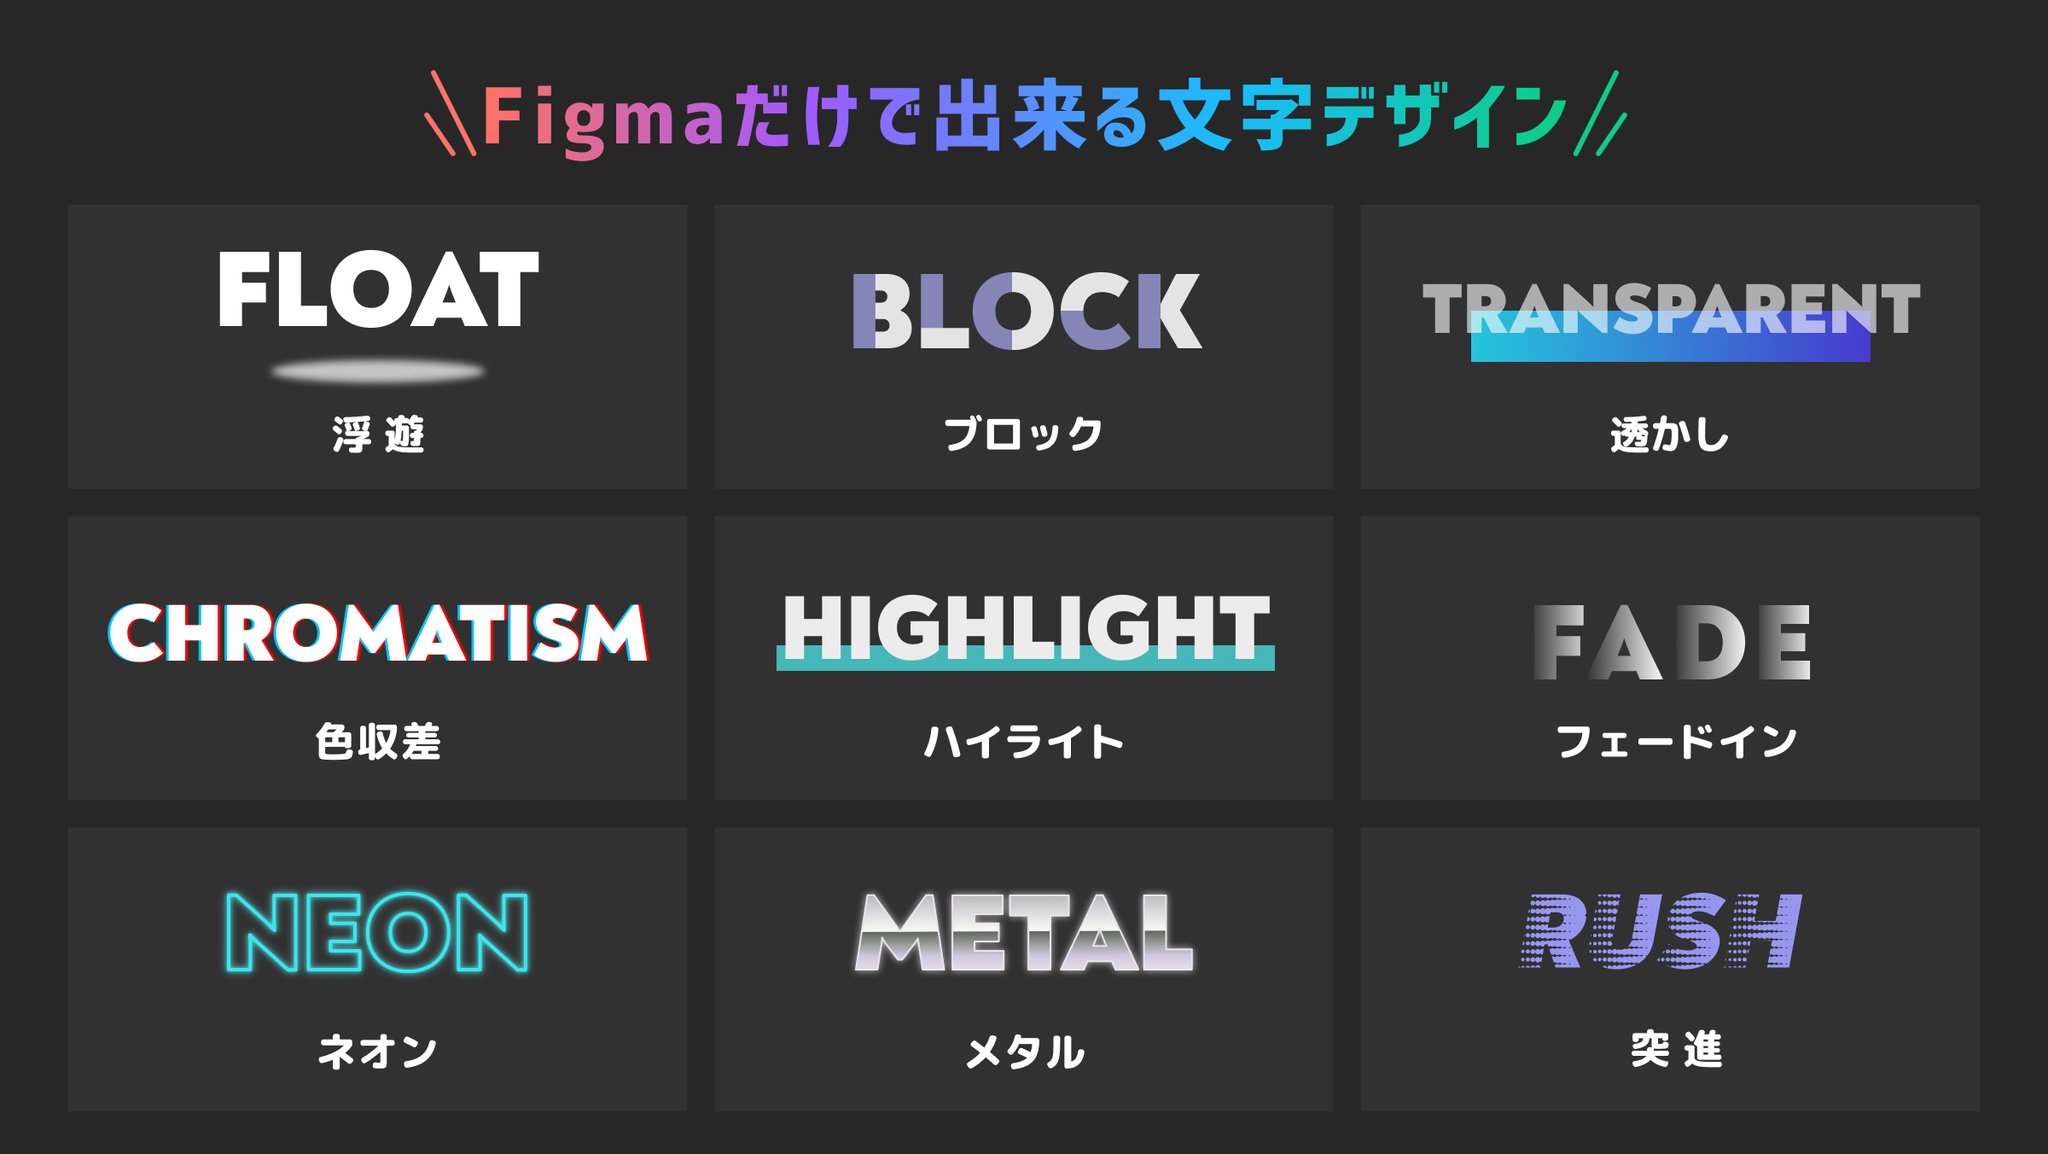 Figmaだけで出来る文字デザイン
FLOAT
浮遊
BLOCK
ブロック
TRANSPARENT
透かし
CHROMATISM
色収差
HIGHLIGHT
ハイライト
FADE
フェードイン
NEON
ネオン
METAL
メタル
RUSH
突進